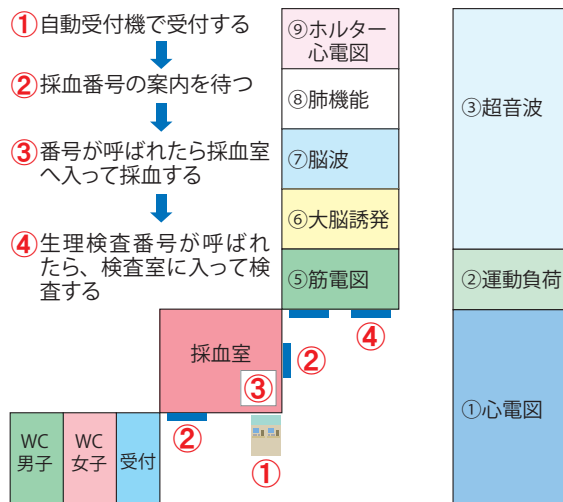 ①自動受付機で受付する
②採血番号の案内を待つ
③番号が呼ばれたら採血室
へ入って採血する
④生理検査番号が呼ばれ
たら、検査室に入って検
査する
⑨ホルター
心電図
⑧肺機能
⑦脳波
⑥大脳誘発
⑤筋電図
③超音波
②運動負荷
①心電図
④
採血室
②
③
②
①
WC
男子
WC
女子
受付